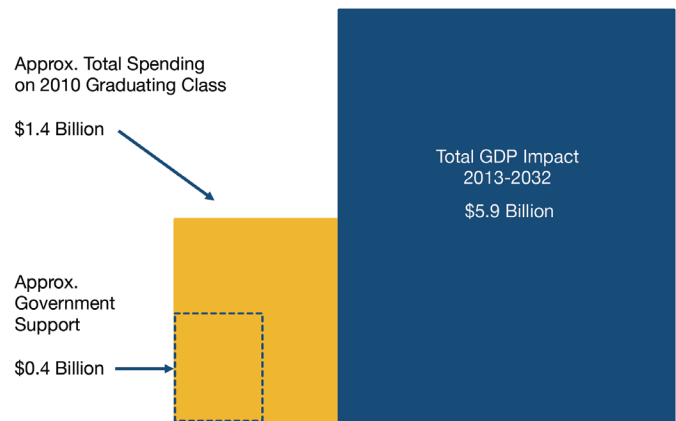 Approx. Total Spending
on 2010 Graduating Class
$1.4 Billion
Total GDP Impact
2013-2032
$5.9 Billion
Approx.
Government
Support
$0.4 Billion